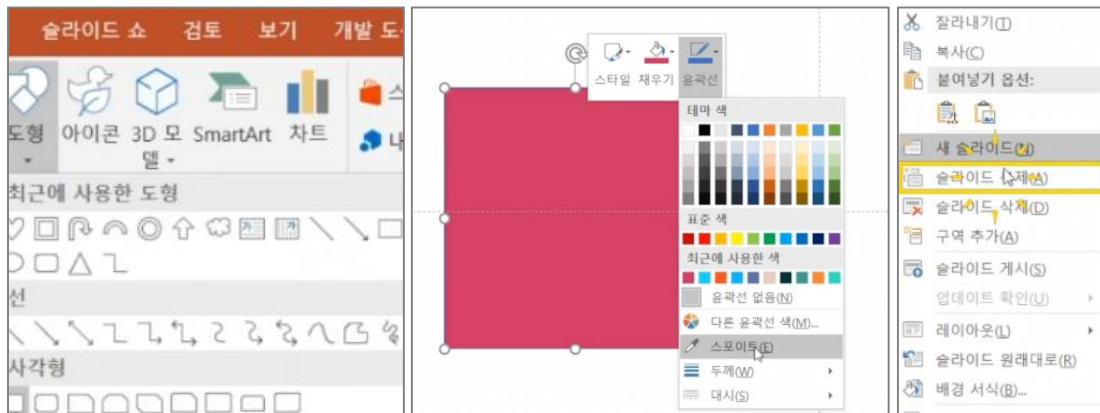 슬라이드 쇼 검토 보기 개발 도
도형 아이콘 3D 모델 SmartArt 차트
최근에 사용한 도형
선
사각형
스타일 채우기 윤곽선
테마 색
표준 색
최근에 사용한 색
윤곽선 없음(N)
다른 윤곽선 색(M)...
스포이트(E)
두께(W)
대시(S)
잘라내기(T)
복사(C)
붙여넣기 옵션:
새 슬라이드(N)
슬라이드 복제(A)
슬라이드 삭제(D)
구역 추가(A)
슬라이드 게시(S)
업데이트 확인(U)
레이아웃(L)
슬라이드 원래대로(R)
배경 서식(B)...